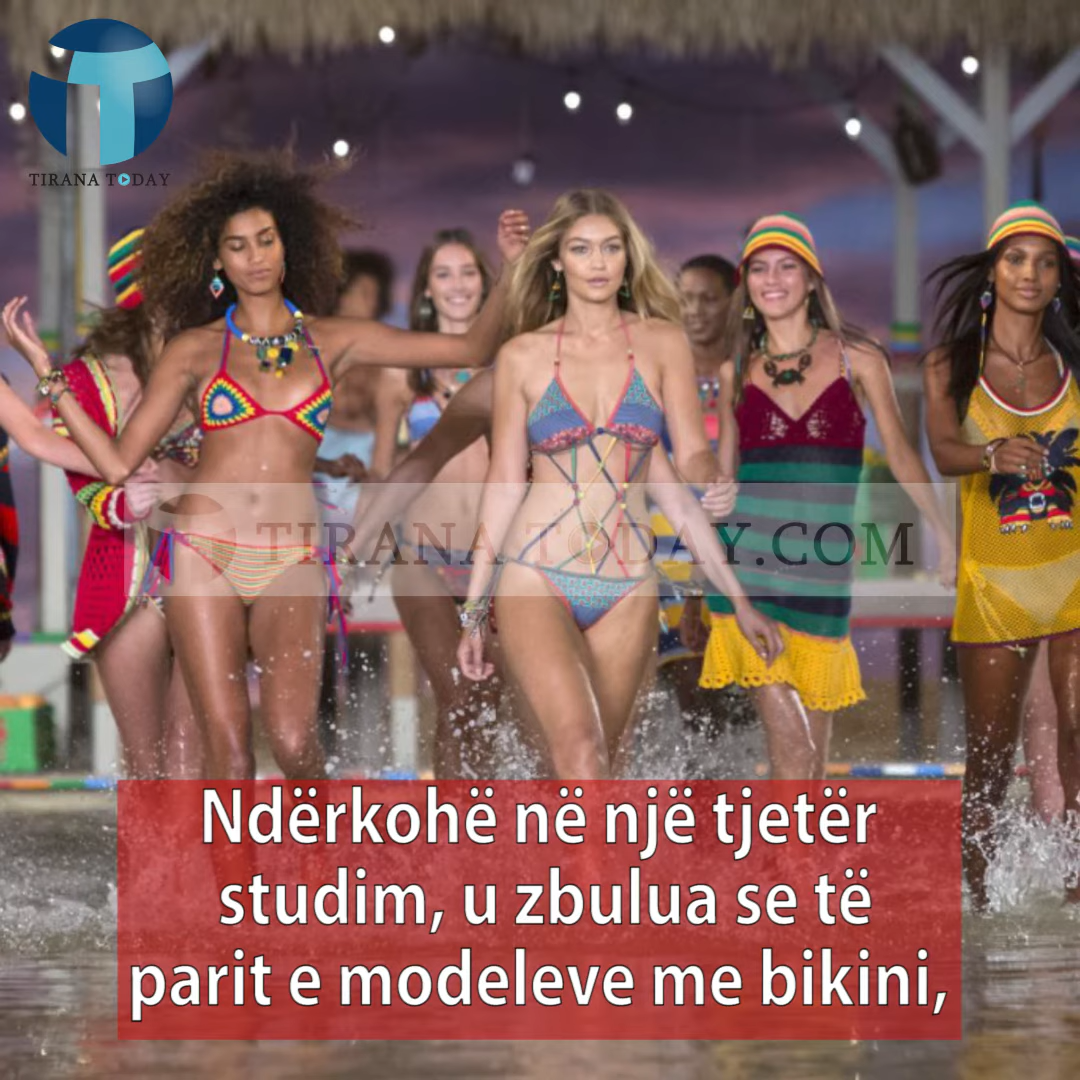 TIRANA TODAY
TIRANA TODAY.COM
Ndërkohë në një tjetër
studim, u zbulua se të
parit e modeleve me bikini,